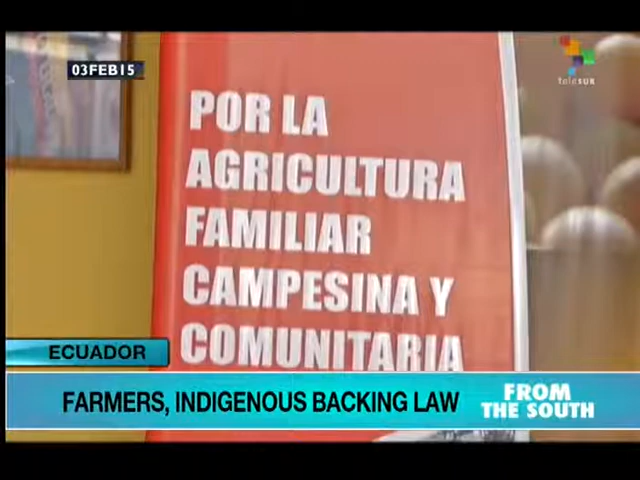 03FEB15
teleSUR
POR LA
AGRICULTURA
FAMILIAR
CAMPESINA Y
COMUNITARIA
ECUADOR
FARMERS, INDIGENOUS BACKING LAW
FROM
THE SOUTH